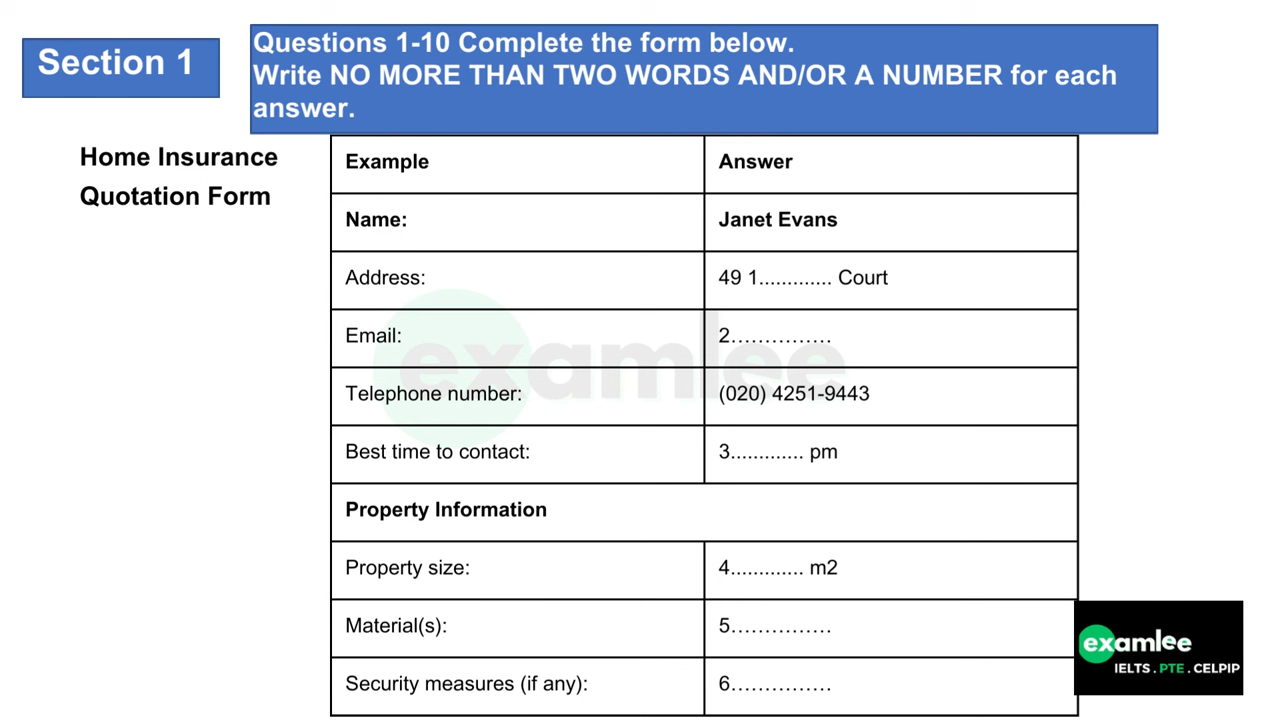 Section 1
Questions 1-10 Complete the form below.
Write NO MORE THAN TWO WORDS AND/OR A NUMBER for each
answer.
Home Insurance
Quotation Form
Example Answer
Name: Janet Evans
Address: 49 1............. Court
Email: 2……………
Telephone number: (020) 4251-9443
Best time to contact: 3............. pm
Property Information
Property size: 4............. m2
Material(s): 5……………
Security measures (if any): 6……………
examlee
examlee
IELTS . PTE . CELPIP